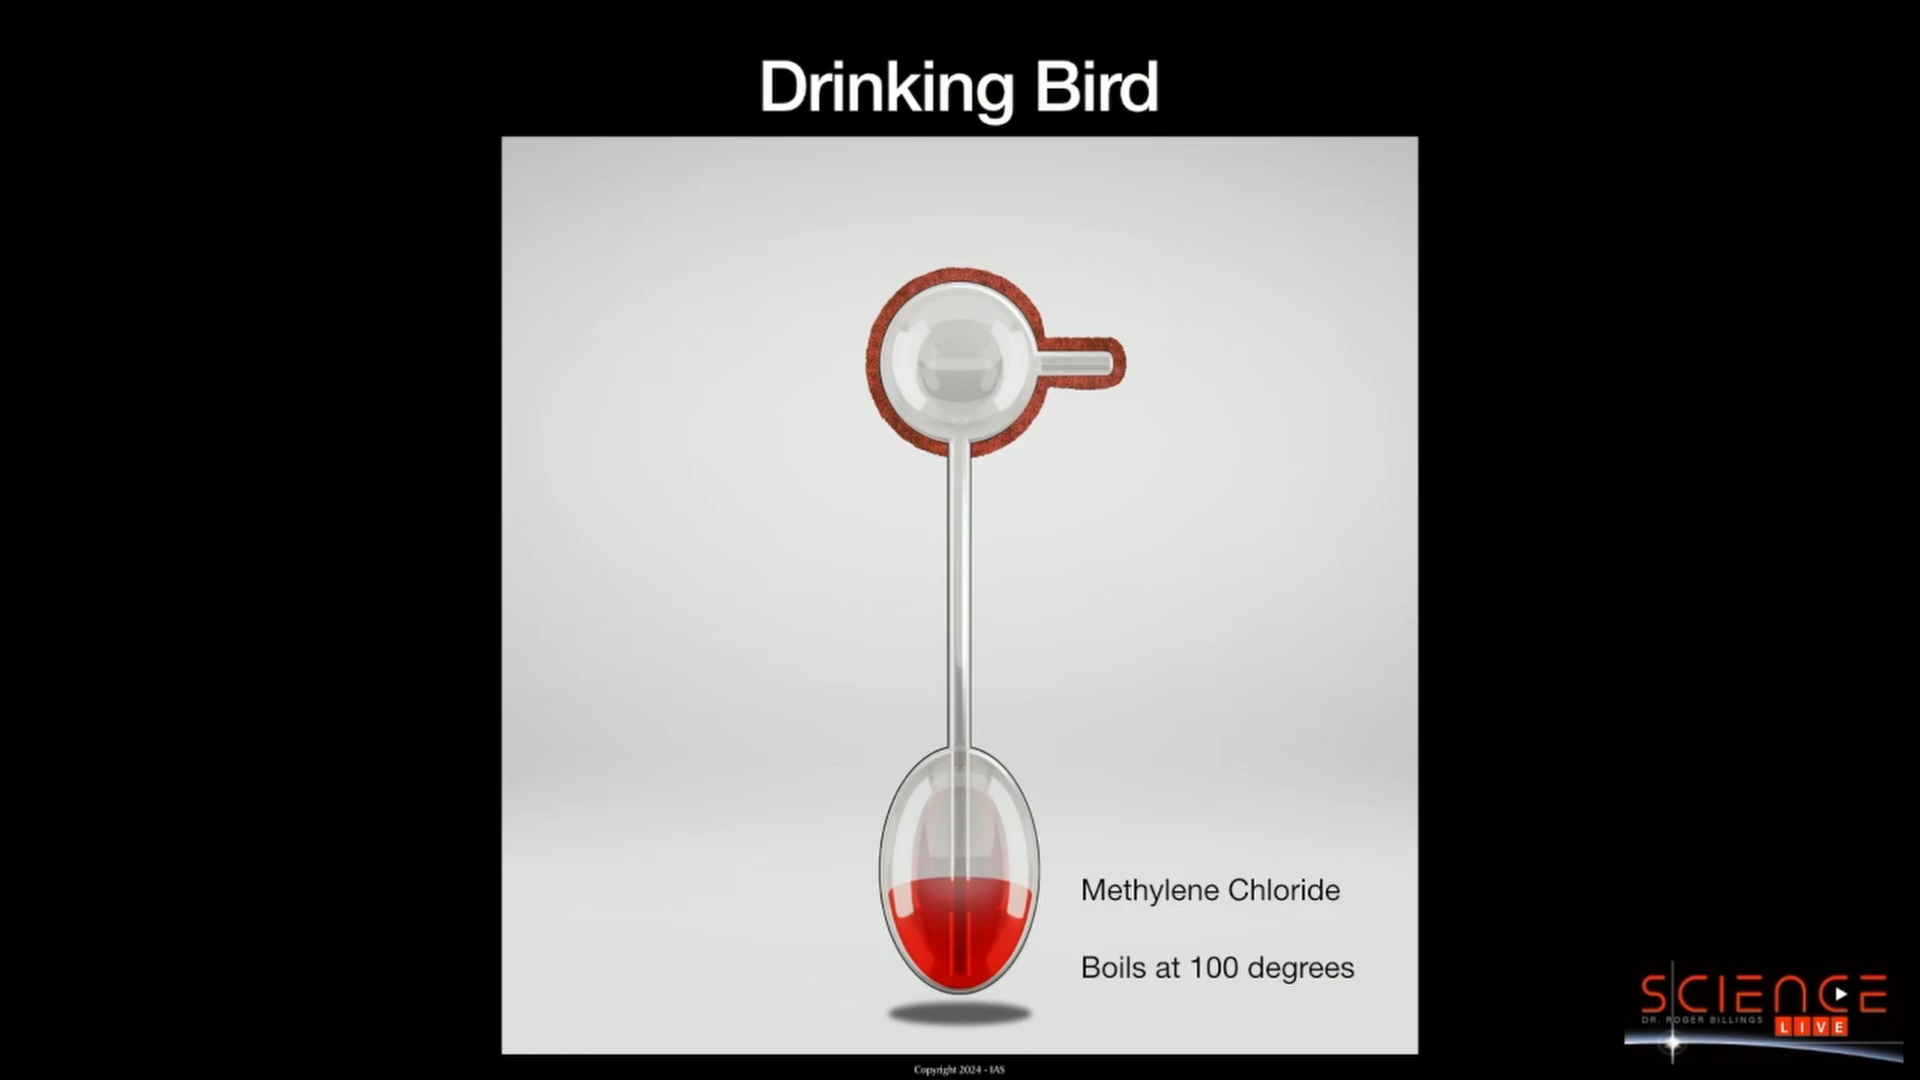 Drinking Bird
Methylene Chloride
Boils at 100 degrees
SCIENCE
DR. ROGER BILLINGS
LIVE
Copyright 2024 - IAS